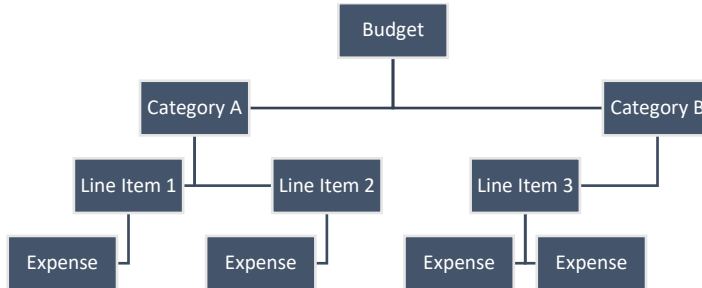 Budget
Category A
Category B
Line Item 1
Line Item 2
Line Item 3
Expense
Expense
Expense
Expense